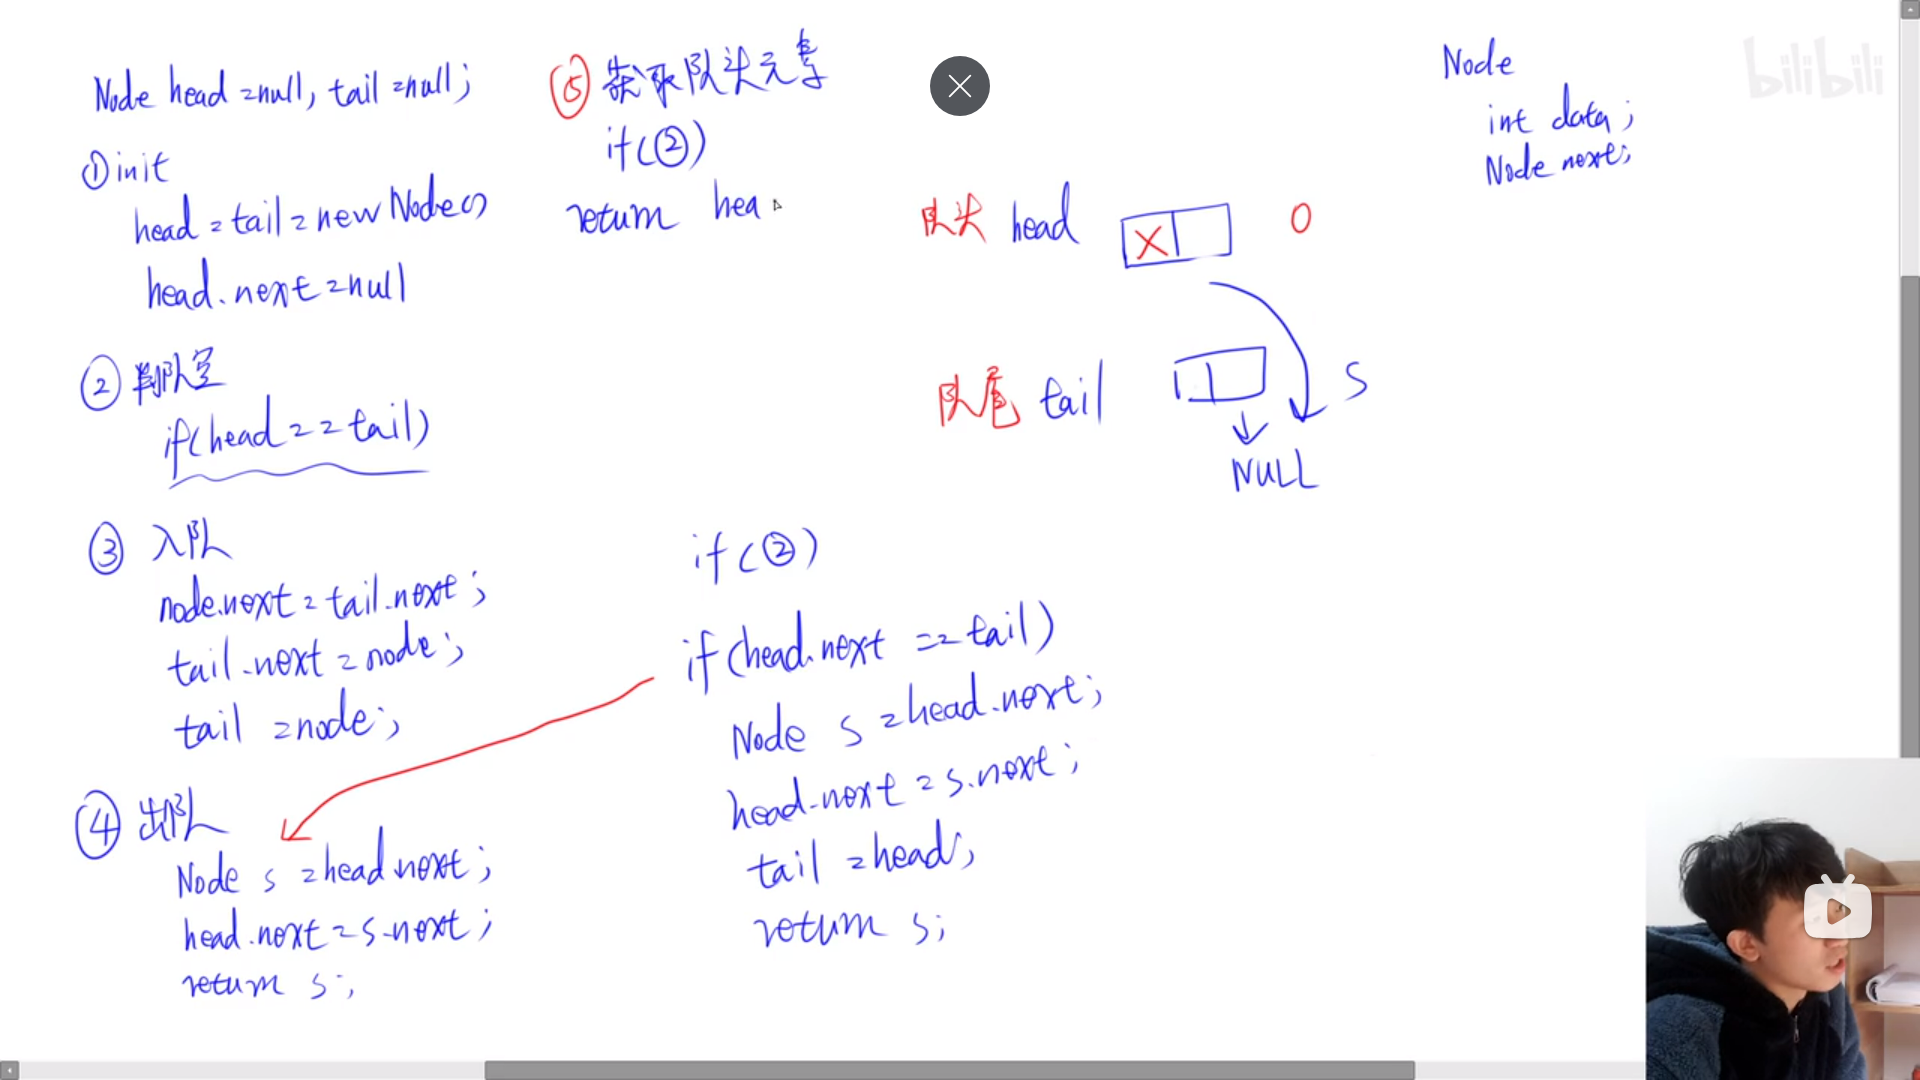 Node head = null, tail = null;
① init
head = tail = new Node()
head.next = null
② 判队空
if(head == tail)
③ 入队
node.next = tail.next;
tail.next = node;
tail = node;
④ 出队
Node s = head.next;
head.next = s.next;
return s;
⑤ 获取队头元素
if(②)
return hea
if(②)
if(head.next == tail)
Node s = head.next;
head.next = s.next;
tail = head;
return s;
队头 head X 0
队尾 tail S
NULL
Node
int data;
Node next;
bilibili